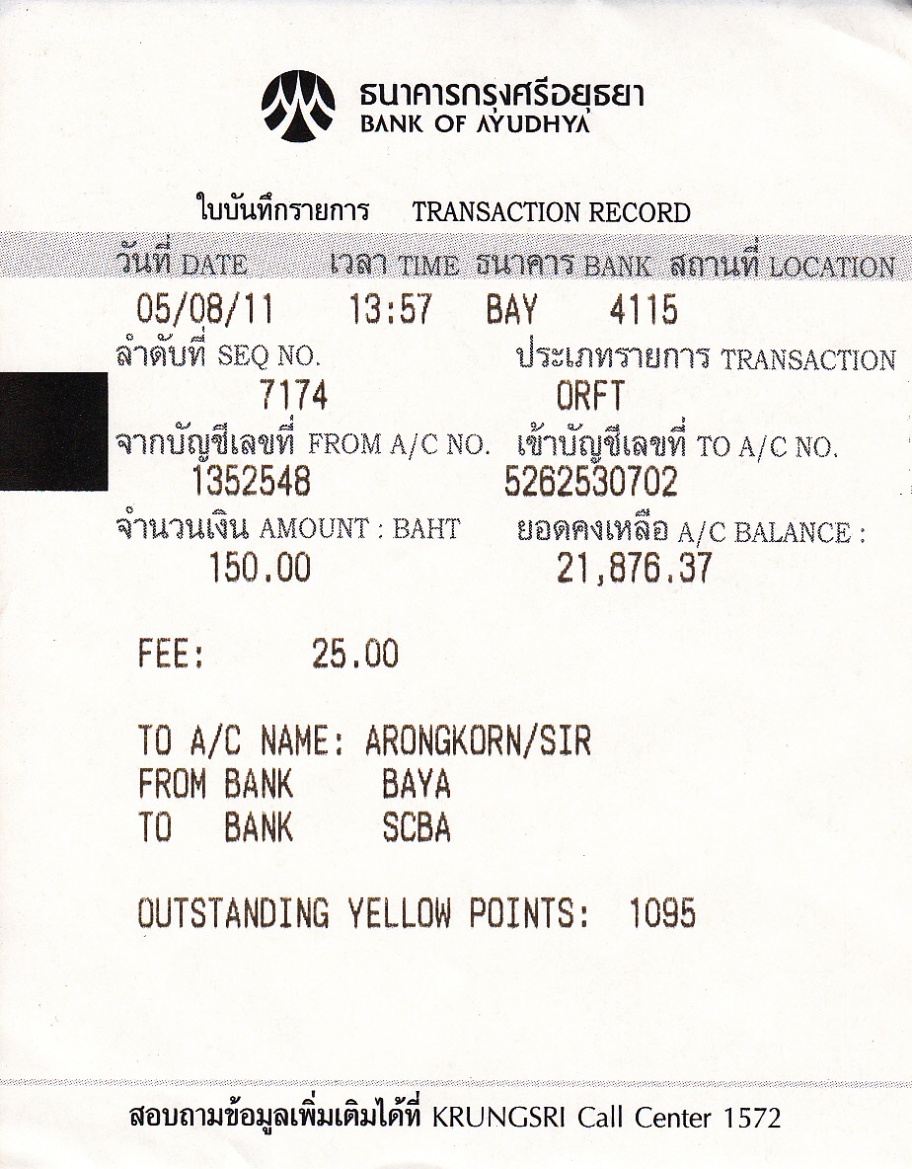 ธนาคารกรุงศรีอยุธยา
BANK OF AYUDHYA
ใบบันทึกรายการ TRANSACTION RECORD
วันที่ DATE เวลา TIME ธนาคาร BANK สถานที่ LOCATION
05/08/11 13:57 BAY 4115
ลำดับที่ SEQ NO. ประเภทรายการ TRANSACTION
7174 ORFT
จากบัญชีเลขที่ FROM A/C NO. เข้าบัญชีเลขที่ TO A/C NO.
1352548 5262530702
จำนวนเงิน AMOUNT : BAHT ยอดคงเหลือ A/C BALANCE :
150.00 21,876.37
FEE: 25.00
TO A/C NAME: ARONGKORN/SIR
FROM BANK BAYA
TO BANK SCBA
OUTSTANDING YELLOW POINTS: 1095
สอบถามข้อมูลเพิ่มเติมได้ที่ KRUNGSRI Call Center 1572